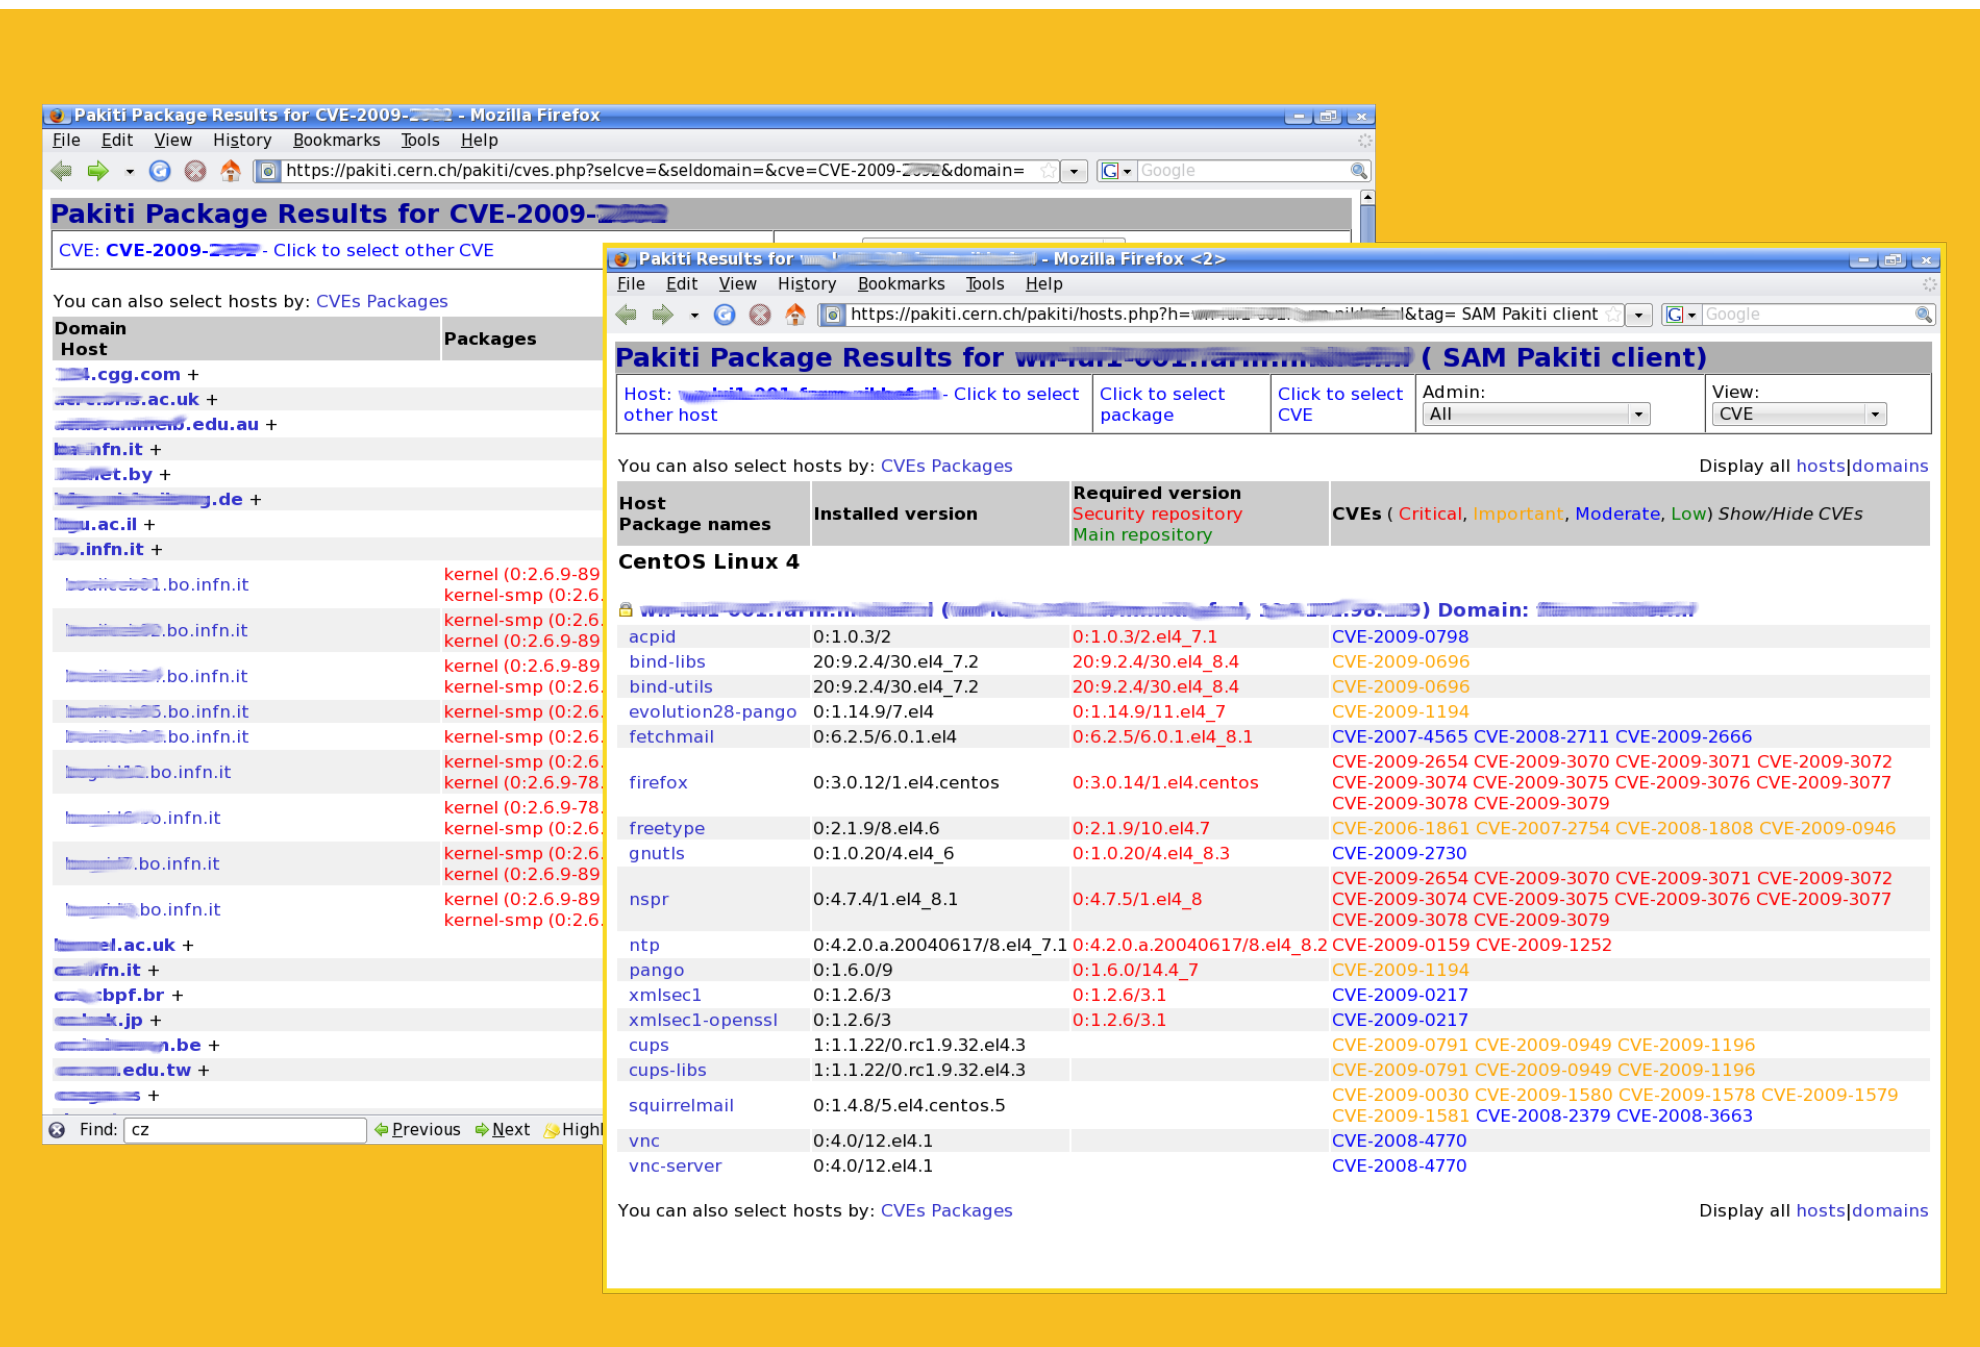 Pakiti Package Results for CVE-2009- - Mozilla Firefox
File Edit View History Bookmarks Tools Help
https://pakiti.cern.ch/pakiti/cves.php?selcve=&seldomain=&cve=CVE-2009- &domain=
Google
Pakiti Package Results for CVE-2009-
CVE: CVE-2009- - Click to select other CVE
You can also select hosts by: CVEs Packages
Domain
Host
Packages
.cgg.com +
.ac.uk +
.edu.au +
.infn.it +
.by +
.de +
.ac.il +
.infn.it +
.bo.infn.it
kernel (0:2.6.9-89
kernel-smp (0:2.6.
.bo.infn.it
kernel-smp (0:2.6.
kernel (0:2.6.9-89
.bo.infn.it
kernel (0:2.6.9-89
kernel-smp (0:2.6.
.bo.infn.it kernel-smp (0:2.6.
.bo.infn.it kernel-smp (0:2.6.
.bo.infn.it
kernel-smp (0:2.6.
kernel (0:2.6.9-78.
.infn.it
kernel (0:2.6.9-78.
kernel-smp (0:2.6.
.bo.infn.it
kernel-smp (0:2.6.
kernel (0:2.6.9-89
.bo.infn.it
kernel (0:2.6.9-89
kernel-smp (0:2.6.
.ac.uk +
.it +
.br +
.jp +
.be +
.edu.tw +
+
Find: cz Previous Next Highl
Pakiti Results for - Mozilla Firefox <2>
File Edit View History Bookmarks Tools Help
https://pakiti.cern.ch/pakiti/hosts.php?h= &tag= SAM Pakiti client
Google
Pakiti Package Results for ( SAM Pakiti client)
Host: - Click to select
other host
Click to select
package
Click to select
CVE
Admin:
All
View:
CVE
You can also select hosts by: CVEs Packages Display all hosts|domains
Host
Package names
Installed version
Required version
Security repository
Main repository
CVEs ( Critical, Important, Moderate, Low) Show/Hide CVEs
CentOS Linux 4
Domain:
acpid 0:1.0.3/2 0:1.0.3/2.el4_7.1 CVE-2009-0798
bind-libs 20:9.2.4/30.el4_7.2 20:9.2.4/30.el4_8.4 CVE-2009-0696
bind-utils 20:9.2.4/30.el4_7.2 20:9.2.4/30.el4_8.4 CVE-2009-0696
evolution28-pango 0:1.14.9/7.el4 0:1.14.9/11.el4_7 CVE-2009-1194
fetchmail 0:6.2.5/6.0.1.el4 0:6.2.5/6.0.1.el4_8.1 CVE-2007-4565 CVE-2008-2711 CVE-2009-2666
firefox 0:3.0.12/1.el4.centos 0:3.0.14/1.el4.centos
CVE-2009-2654 CVE-2009-3070 CVE-2009-3071 CVE-2009-3072
CVE-2009-3074 CVE-2009-3075 CVE-2009-3076 CVE-2009-3077
CVE-2009-3078 CVE-2009-3079
freetype 0:2.1.9/8.el4.6 0:2.1.9/10.el4.7 CVE-2006-1861 CVE-2007-2754 CVE-2008-1808 CVE-2009-0946
gnutls 0:1.0.20/4.el4_6 0:1.0.20/4.el4_8.3 CVE-2009-2730
nspr 0:4.7.4/1.el4_8.1 0:4.7.5/1.el4_8
CVE-2009-2654 CVE-2009-3070 CVE-2009-3071 CVE-2009-3072
CVE-2009-3074 CVE-2009-3075 CVE-2009-3076 CVE-2009-3077
CVE-2009-3078 CVE-2009-3079
ntp 0:4.2.0.a.20040617/8.el4_7.1 0:4.2.0.a.20040617/8.el4_8.2 CVE-2009-0159 CVE-2009-1252
pango 0:1.6.0/9 0:1.6.0/14.4_7 CVE-2009-1194
xmlsec1 0:1.2.6/3 0:1.2.6/3.1 CVE-2009-0217
xmlsec1-openssl 0:1.2.6/3 0:1.2.6/3.1 CVE-2009-0217
cups 1:1.1.22/0.rc1.9.32.el4.3 CVE-2009-0791 CVE-2009-0949 CVE-2009-1196
cups-libs 1:1.1.22/0.rc1.9.32.el4.3 CVE-2009-0791 CVE-2009-0949 CVE-2009-1196
squirrelmail 0:1.4.8/5.el4.centos.5
CVE-2009-0030 CVE-2009-1580 CVE-2009-1578 CVE-2009-1579
CVE-2009-1581 CVE-2008-2379 CVE-2008-3663
vnc 0:4.0/12.el4.1 CVE-2008-4770
vnc-server 0:4.0/12.el4.1 CVE-2008-4770
You can also select hosts by: CVEs Packages Display all hosts|domains